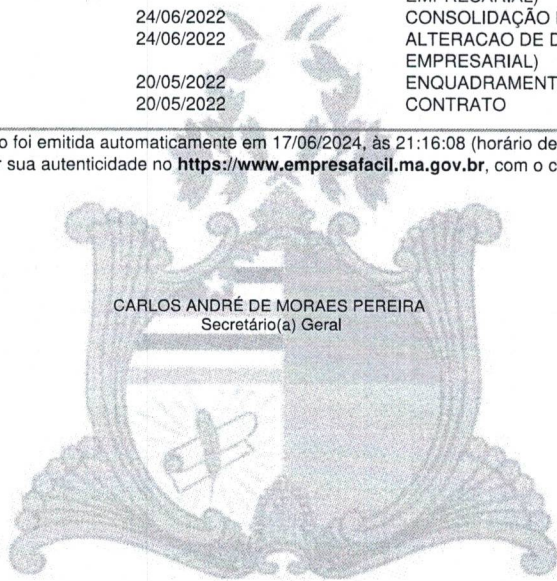 EMPRESARIAL)
24/06/2022 CONSOLIDAÇÃO
24/06/2022 ALTERACAO DE
EMPRESARIAL)
20/05/2022 ENQUADRAMENT
20/05/2022 CONTRATO
o foi emitida automaticamente em 17/06/2024, às 21:16:08 (horário de
sua autenticidade no https://www.empresafacil.ma.gov.br, com o c
CARLOS ANDRÉ DE MORAES PEREIRA
Secretário(a) Geral